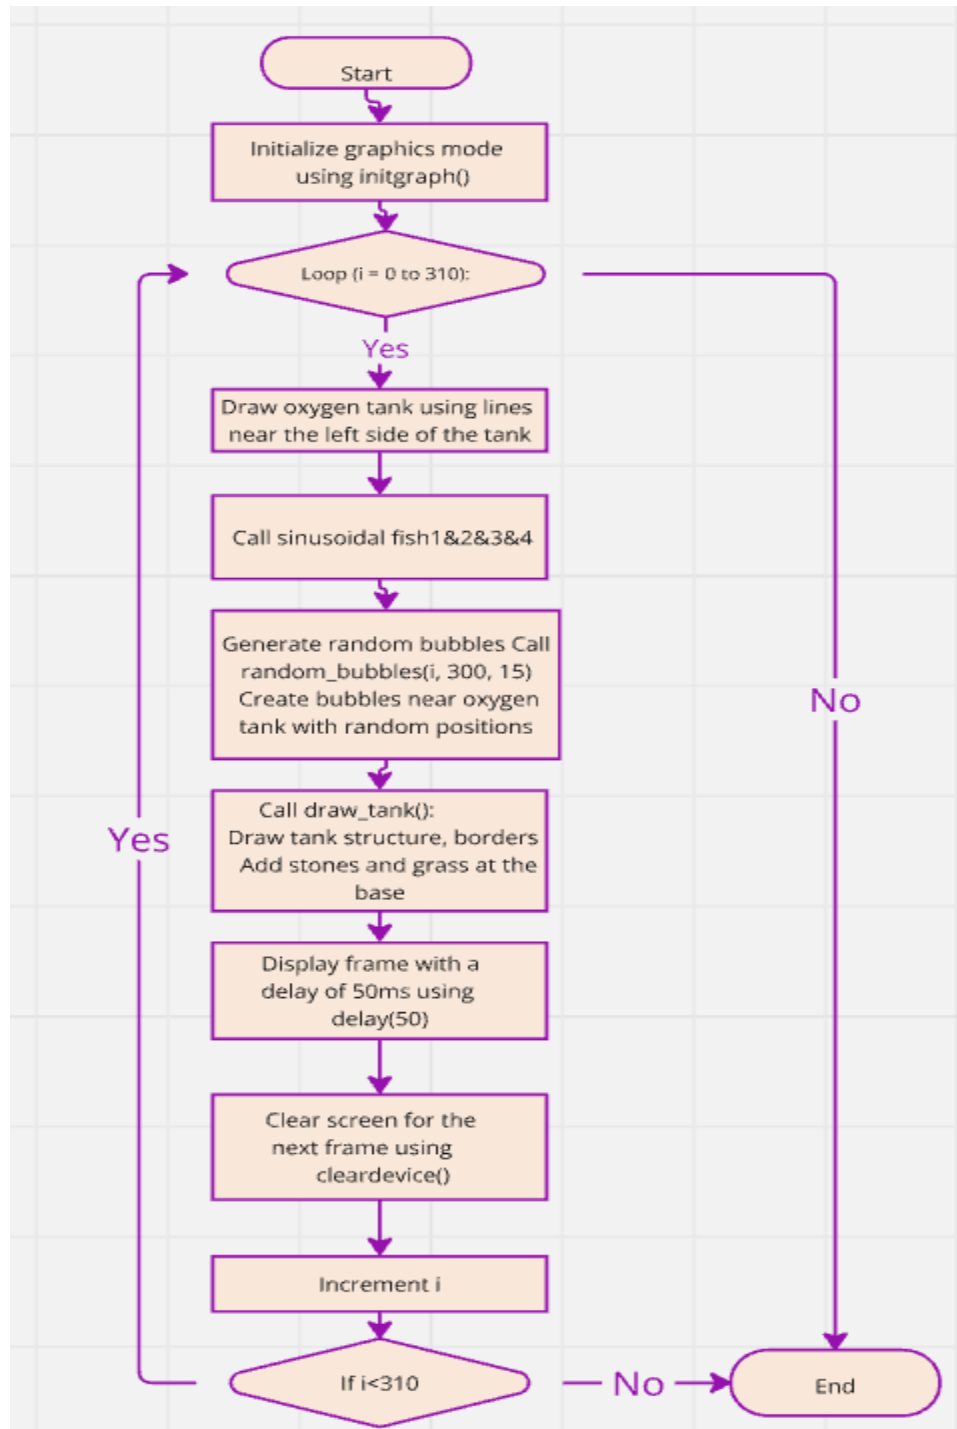 Start
Initialize graphics mode
using initgraph()
Loop (i = 0 to 310):
Yes
Draw oxygen tank using lines
near the left side of the tank
Call sinusoidal fish1&2&3&4
Generate random bubbles Call
random_bubbles(i, 300, 15)
Create bubbles near oxygen
tank with random positions
No
Call draw_tank():
Draw tank structure, borders
Add stones and grass at the
base
Yes
Display frame with a
delay of 50ms using
delay(50)
Clear screen for the
next frame using
cleardevice()
Increment i
If i<310
No
End